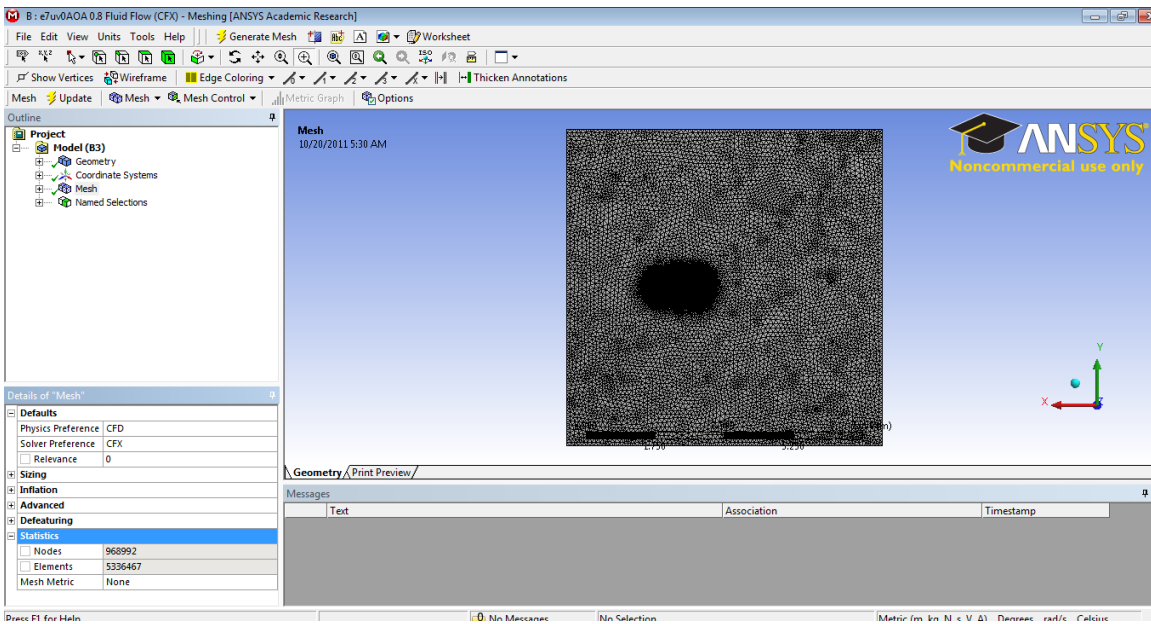 B : e7uv0AOA 0.8 Fluid Flow (CFX) - Meshing [ANSYS Academic Research]
File Edit View Units Tools Help Generate Mesh Worksheet
Show Vertices Wireframe Edge Coloring Thicken Annotations
Mesh Update Mesh Mesh Control Metric Graph Options
Outline
Project
Model (B3)
Geometry
Coordinate Systems
Mesh
Named Selections
Mesh
10/20/2011 5:30 AM
ANSYS
Noncommercial use only
Y
X
Z
Geometry Print Preview
Details of "Mesh"
Defaults
Physics Preference CFD
Solver Preference CFX
Relevance 0
Sizing
Inflation
Advanced
Defeaturing
Statistics
Nodes 968992
Elements 5336467
Mesh Metric None
Messages
Text Association Timestamp
Press F1 for Help No Messages No Selection Metric (m, kg, N, s, V, A) Degrees rad/s Celsius